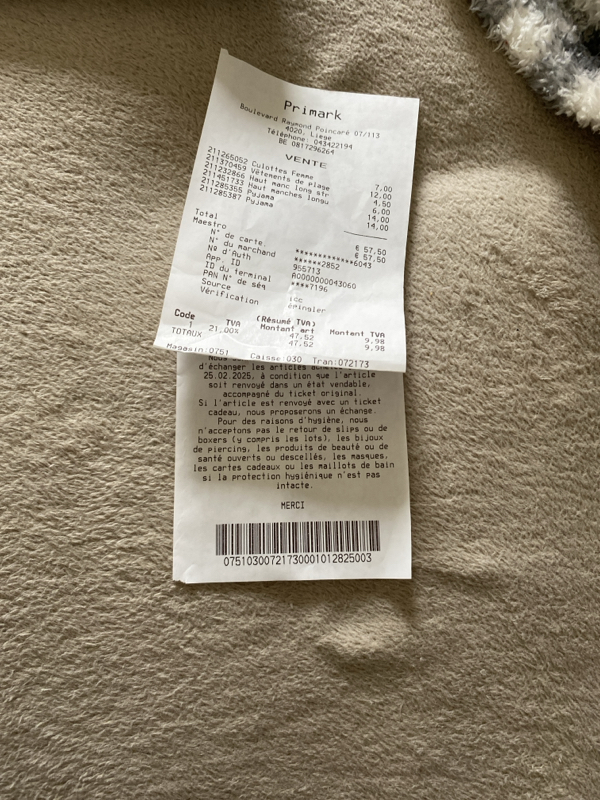 Primark
Boulevard Raymond Poincaré 07/113
4020, Liege
Téléphone: 043422194
BE 0817296264
VENTE
211265052 Culottes Femme 7,00
211370459 Vêtements de plage 12,00
211232866 Haut manc long str 4,50
211451733 Haut manches longu 6,00
211285355 Pyjama 14,00
211285387 Pyjama 14,00
Total € 57,50
Maestro € 57,50
N° de carte. *************6043
N° du marchand ******2852
Nº d'Auth 955713
App. ID A0000000043060
ID du terminal ****7196
PAN N° de séq
Source icc
Vérification épingler
(Résumé TVA)
Code TVA Montant art Montant TVA
1 21,00% 47,52 9,98
TOTAUX 47,52 9,98
Magasin:0751 Caisse:030 Tran:072173
d'échanger les articles
25.02.2025, à condition que l'article
soit renvoyé dans un état vendable,
accompagné du ticket original.
Si l'article est renvoyé avec un ticket
cadeau, nous proposerons un échange.
Pour des raisons d'hygiène, nous
n'acceptons pas le retour de slips ou de
boxers (y compris les lots), les bijoux
de piercing, les produits de beauté ou de
santé ouverts ou descellés, les masques,
les cartes cadeaux ou les maillots de bain
si la protection hygiénique n'est pas
intacte.
MERCI
07510300721730001012825003